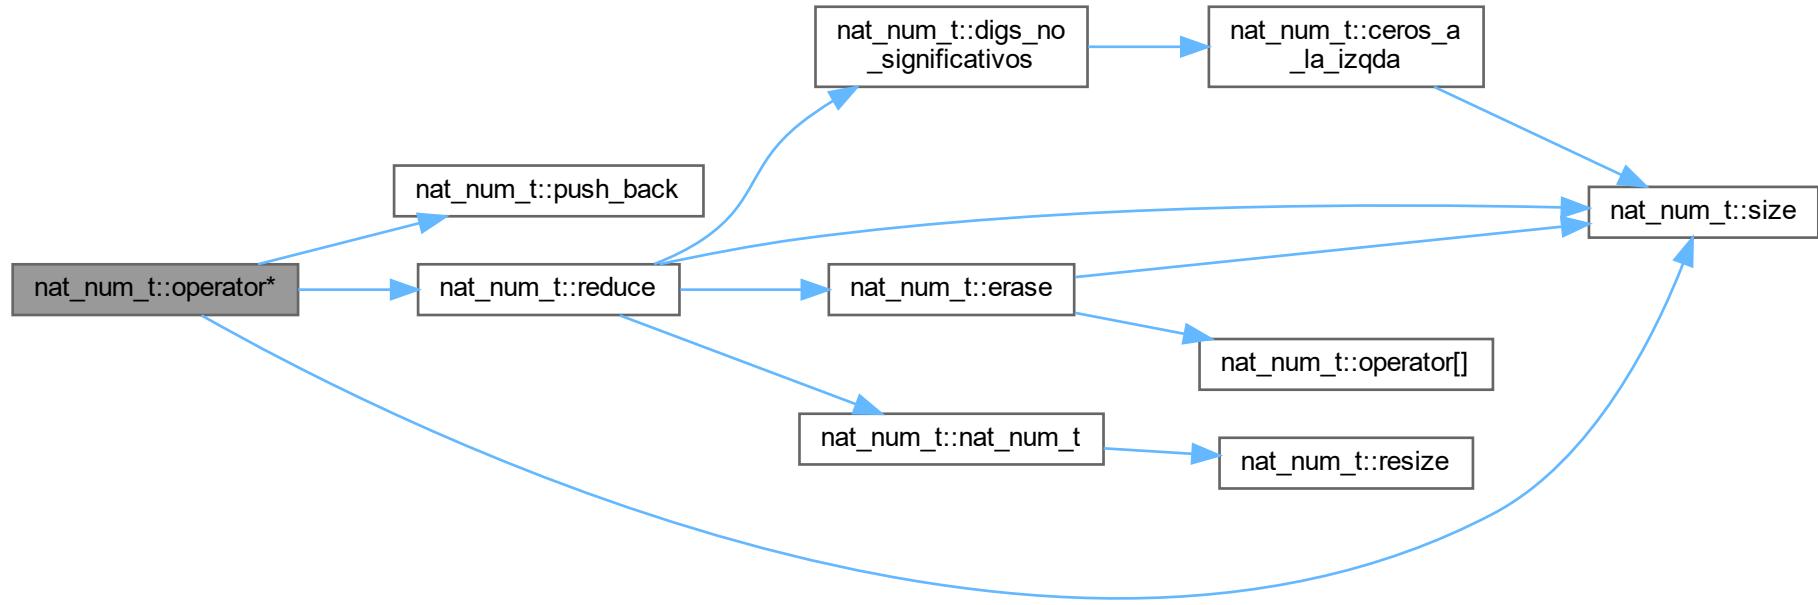 nat_num_t::digs_no
_significativos
nat_num_t::ceros_a
_la_izqda
nat_num_t::push_back
nat_num_t::size
nat_num_t::operator*
nat_num_t::reduce
nat_num_t::erase
nat_num_t::operator[]
nat_num_t::nat_num_t
nat_num_t::resize